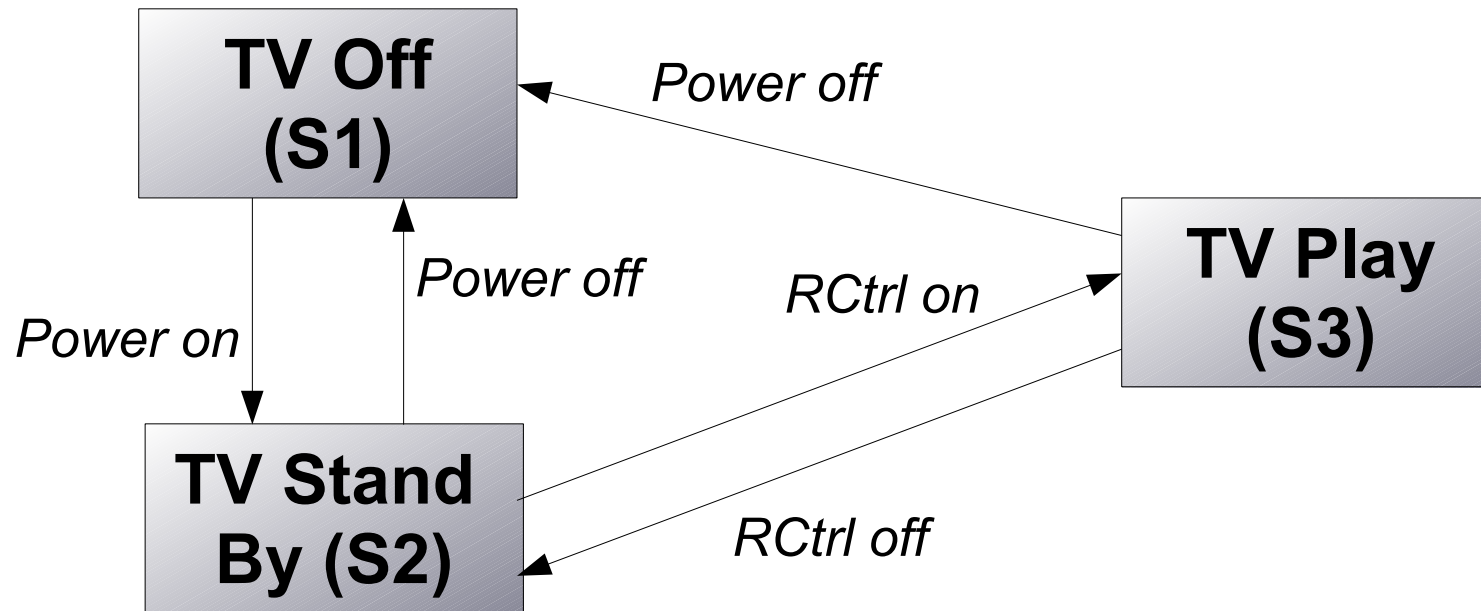 TV Off
(S1)
Power off
TV Play
(S3)
Power off
RCtrl on
Power on
TV Stand
By (S2)
RCtrl off